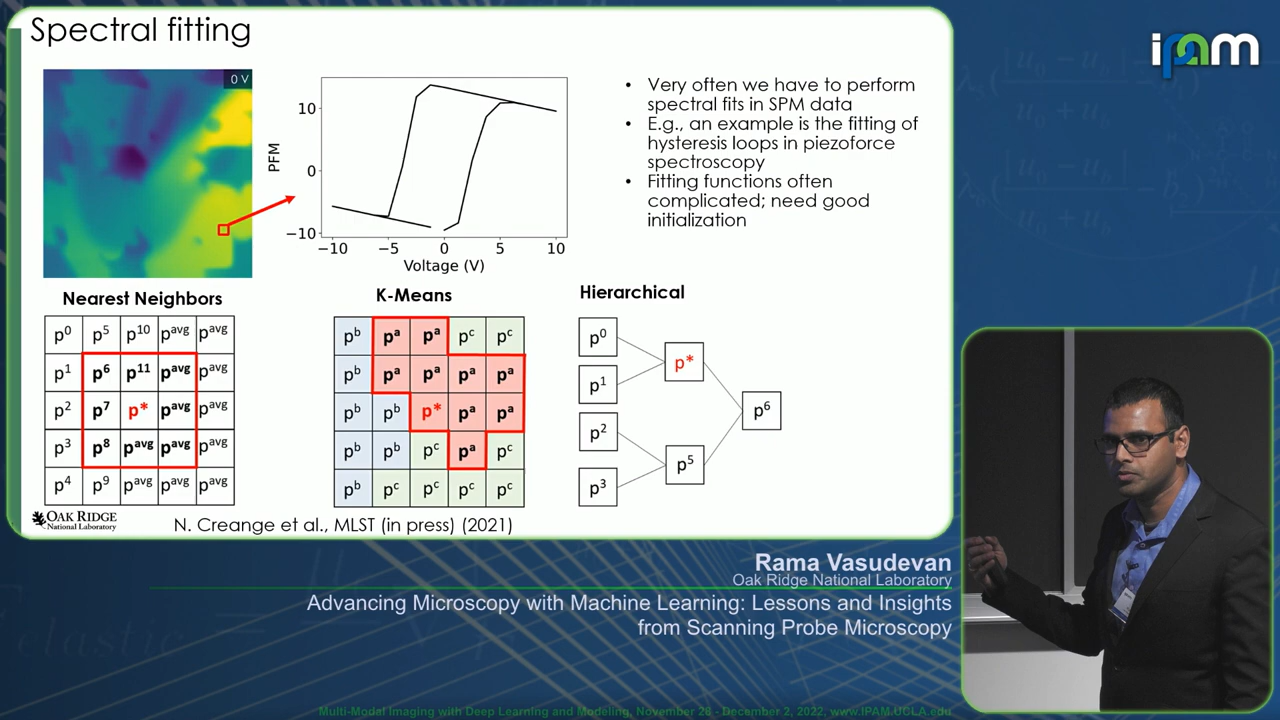 Spectral fitting
0 V
10
0
−10
PFM
−10
−5
0
5
10
Voltage (V)
• Very often we have to perform
spectral fits in SPM data
• E.g., an example is the fitting of
hysteresis loops in piezoforce
spectroscopy
• Fitting functions often
complicated; need good
initialization
Nearest Neighbors
p⁰ p⁵ p¹⁰ pᵃᵛᵍ pᵃᵛᵍ
p¹ p⁶ p¹¹ pᵃᵛᵍ pᵃᵛᵍ
p² p⁷ p* pᵃᵛᵍ pᵃᵛᵍ
p³ p⁸ pᵃᵛᵍ pᵃᵛᵍ pᵃᵛᵍ
p⁴ p⁹ pᵃᵛᵍ pᵃᵛᵍ pᵃᵛᵍ
K-Means
pᵇ pᵃ pᵃ pᶜ pᶜ
pᵇ pᵃ pᵃ pᵃ pᵃ
pᵇ pᵇ p* pᵃ pᵃ
pᵇ pᵇ pᶜ pᵃ pᶜ
pᵇ pᶜ pᶜ pᶜ pᶜ
Hierarchical
p⁰
p¹
p²
p³
p*
p⁵
p⁶
OAK RIDGE
National Laboratory
N. Creange et al., MLST (in press) (2021)
ipam
Rama Vasudevan
Oak Ridge National Laboratory
Advancing Microscopy with Machine Learning: Lessons and Insights
from Scanning Probe Microscopy
Multi-Modal Imaging with Deep Learning and Modeling, November 28 - December 2, 2022, www.IPAM.UCLA.edu